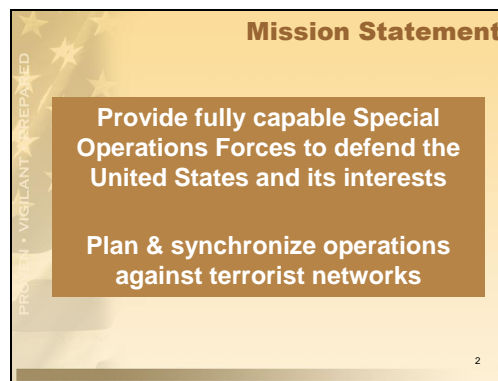 Mission Statement
Provide fully capable Special
Operations Forces to defend the
United States and its interests
Plan & synchronize operations
against terrorist networks
PROVEN • VIGILANT • PREPARED
2